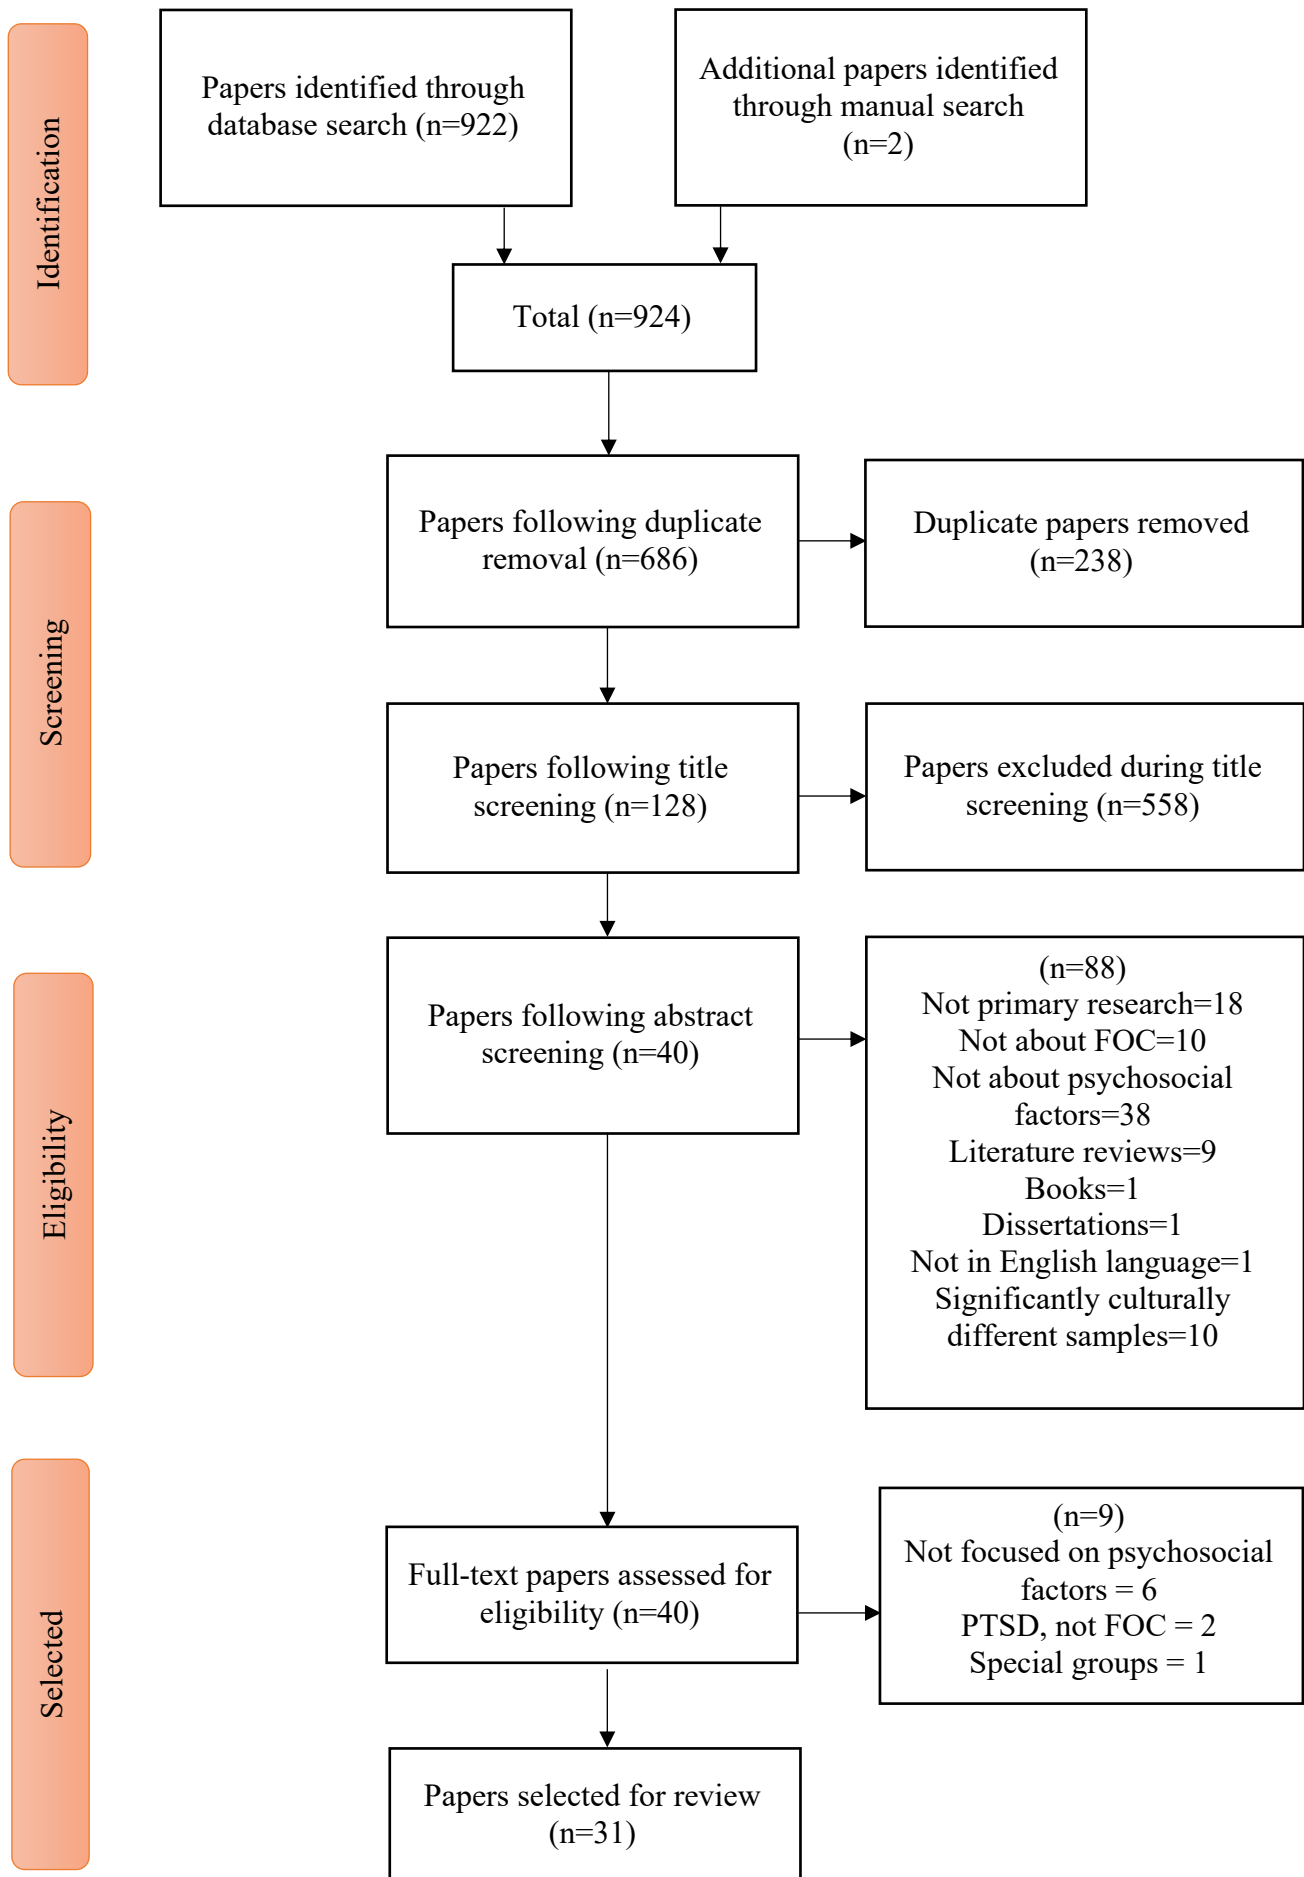 Identification
Papers identified through
database search (n=922)
Additional papers identified
through manual search
(n=2)
Total (n=924)
Screening
Papers following duplicate
removal (n=686)
Duplicate papers removed
(n=238)
Papers following title
screening (n=128)
Papers excluded during title
screening (n=558)
Eligibility
Papers following abstract
screening (n=40)
(n=88)
Not primary research=18
Not about FOC=10
Not about psychosocial
factors=38
Literature reviews=9
Books=1
Dissertations=1
Not in English language=1
Significantly culturally
different samples=10
Selected
Full-text papers assessed for
eligibility (n=40)
(n=9)
Not focused on psychosocial
factors = 6
PTSD, not FOC = 2
Special groups = 1
Papers selected for review
(n=31)